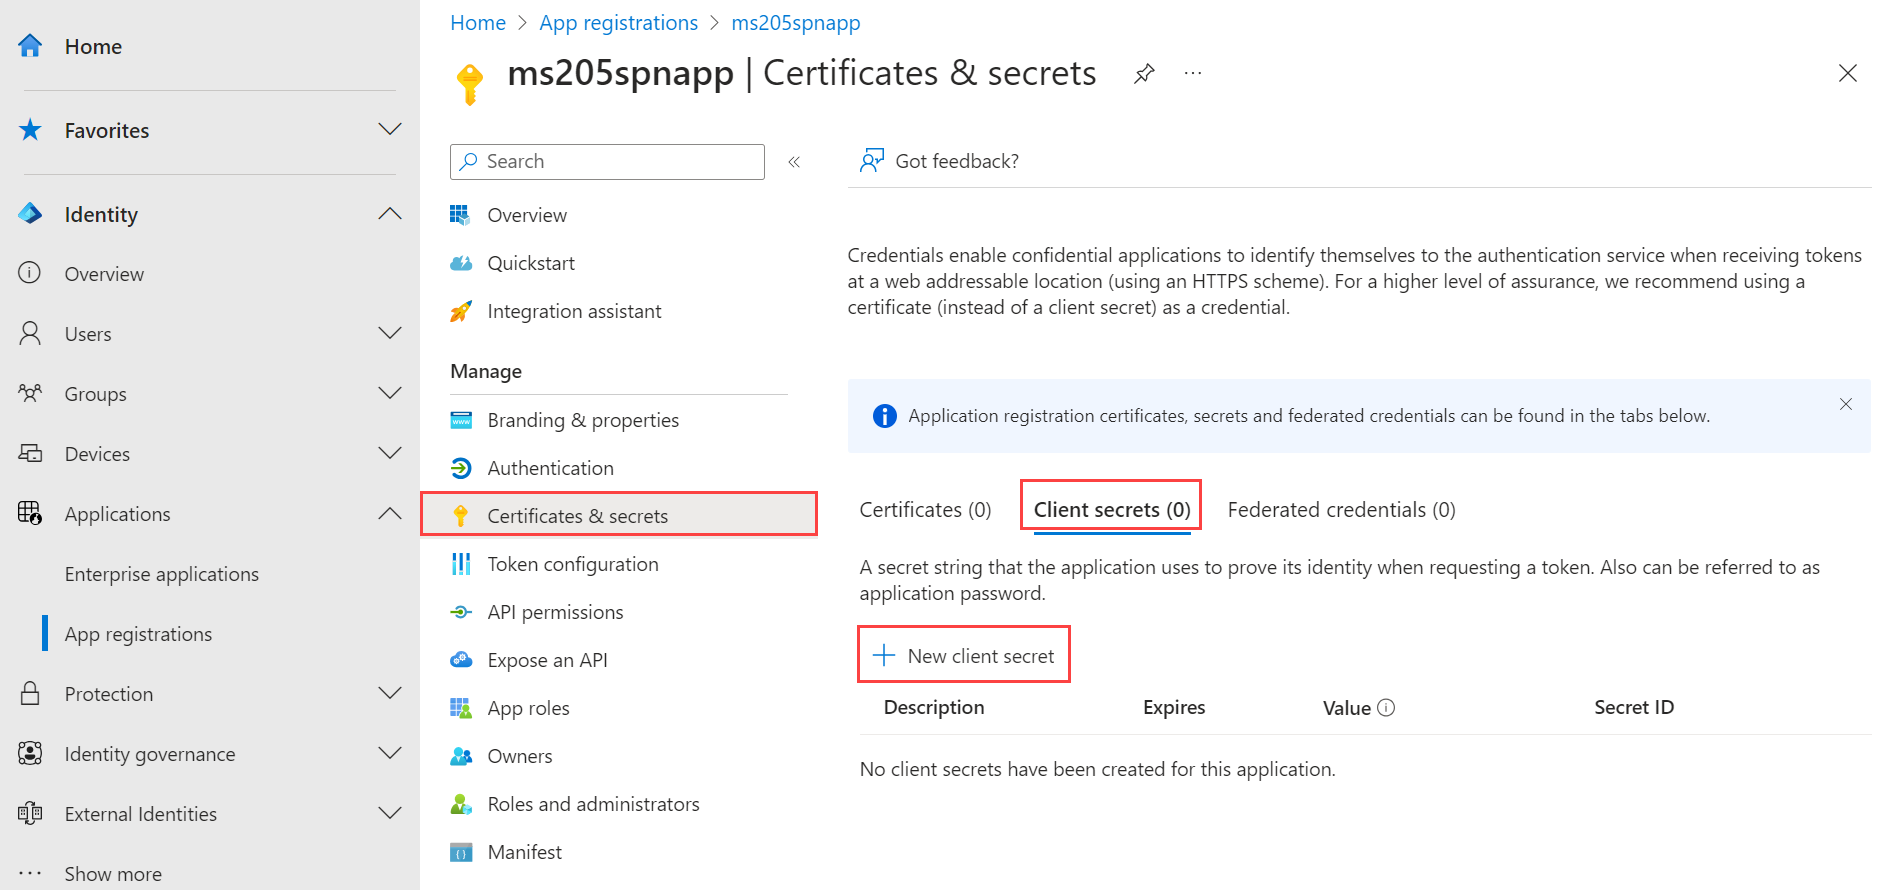 Home
Favorites
Identity
Overview
Users
Groups
Devices
Applications
Enterprise applications
App registrations
Protection
Identity governance
External Identities
Show more
Home > App registrations > ms205spnapp
ms205spnapp | Certificates & secrets
Search
Overview
Quickstart
Integration assistant
Manage
Branding & properties
Authentication
Certificates & secrets
Token configuration
API permissions
Expose an API
App roles
Owners
Roles and administrators
Manifest
Got feedback?
Credentials enable confidential applications to identify themselves to the authentication service when receiving tokens
at a web addressable location (using an HTTPS scheme). For a higher level of assurance, we recommend using a
certificate (instead of a client secret) as a credential.
Application registration certificates, secrets and federated credentials can be found in the tabs below.
Certificates (0) Client secrets (0) Federated credentials (0)
A secret string that the application uses to prove its identity when requesting a token. Also can be referred to as
application password.
New client secret
Description Expires Value Secret ID
No client secrets have been created for this application.